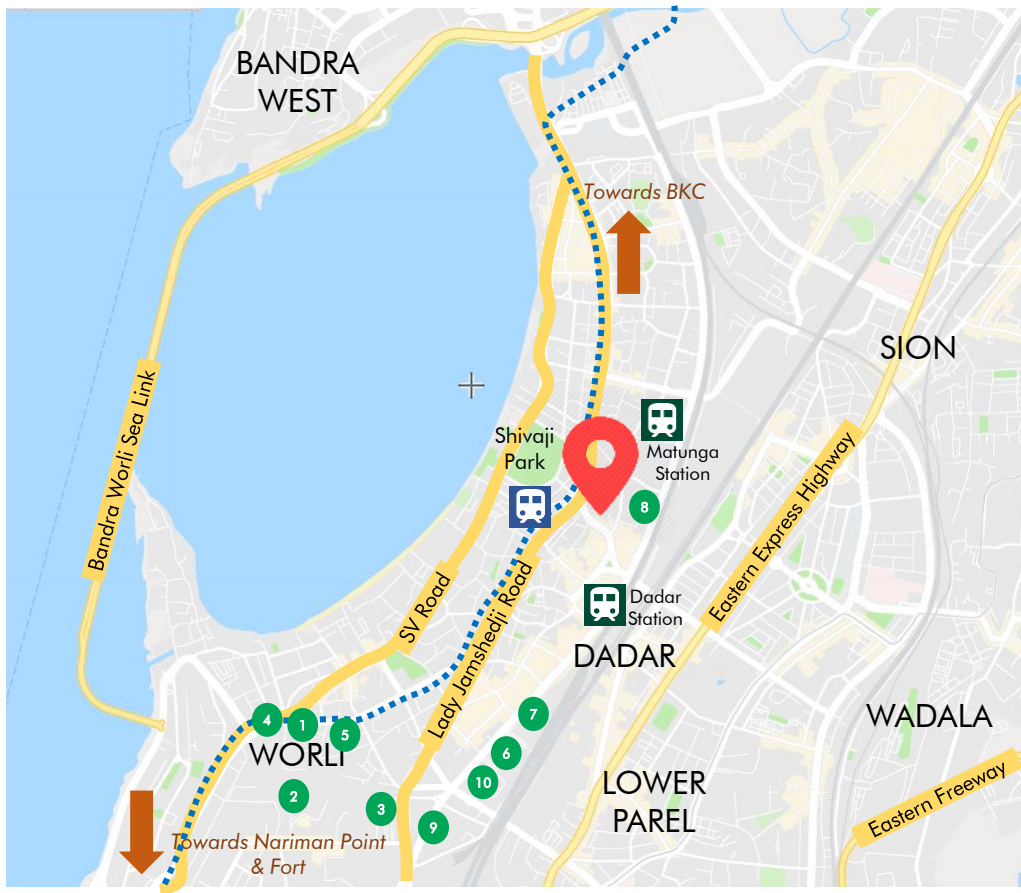 BANDRA
WEST
Towards BKC
SION
Bandra Worli Sea Link
Shivaji
Park
Matunga
Station
8
Eastern Express Highway
SV Road
Lady Jamshedji Road
Dadar
Station
DADAR
WADALA
4
1
5
7
WORLI
6
2
10
3
9
LOWER
PAREL
Eastern Freeway
Towards Nariman Point
& Fort